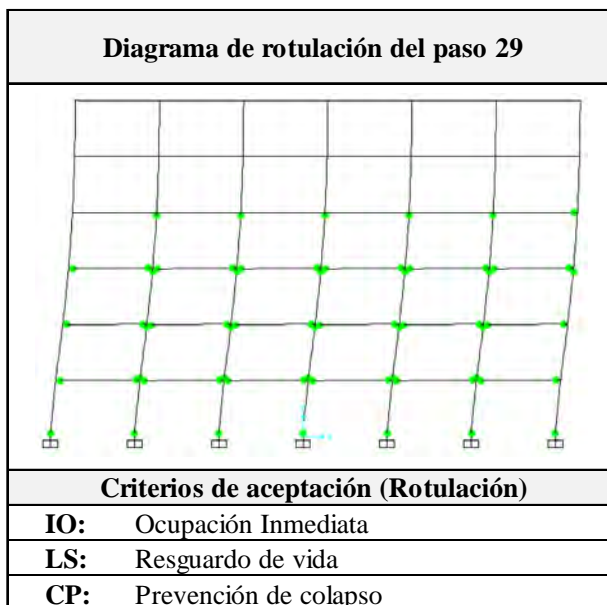 Diagrama de rotulación del paso 29
Criterios de aceptación (Rotulación)
IO: Ocupación Inmediata
LS: Resguardo de vida
CP: Prevención de colapso